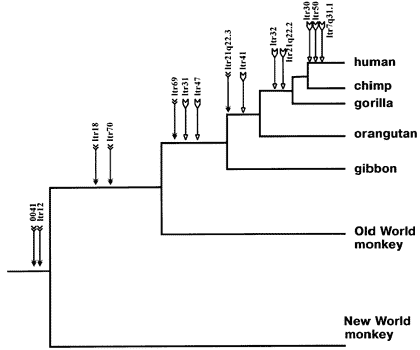 ltr30
ltr50
ltr7q31.1
ltr32
ltr21q22.2
human
chimp
gorilla
ltr21q22.3
ltr41
ltr69
ltr31
ltr47
orangutan
ltr18
ltr70
gibbon
0041
ltr12
Old World
monkey
New World
monkey